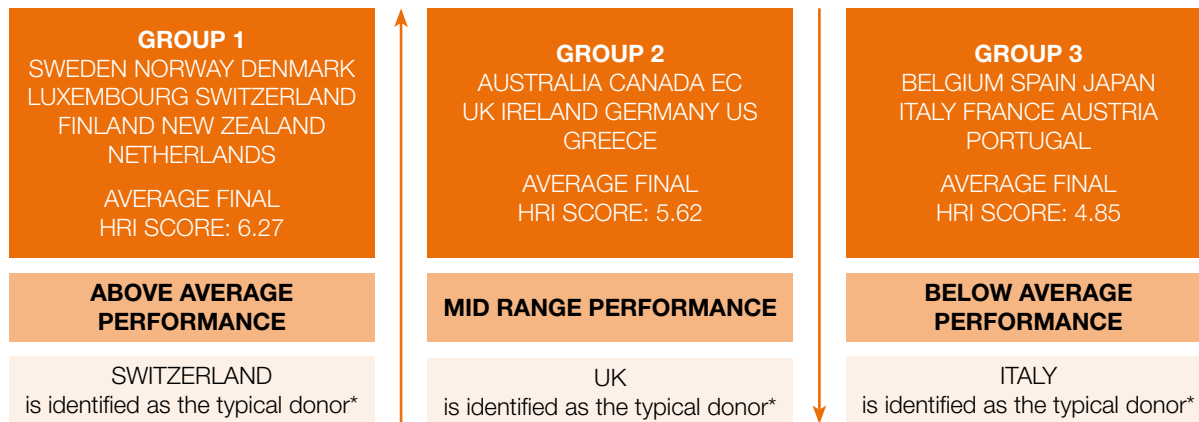 GROUP 1
SWEDEN NORWAY DENMARK
LUXEMBOURG SWITZERLAND
FINLAND NEW ZEALAND
NETHERLANDS
AVERAGE FINAL
HRI SCORE: 6.27
ABOVE AVERAGE
PERFORMANCE
SWITZERLAND
is identified as the typical donor*
GROUP 2
AUSTRALIA CANADA EC
UK IRELAND GERMANY US
GREECE
AVERAGE FINAL
HRI SCORE: 5.62
MID RANGE PERFORMANCE
UK
is identified as the typical donor*
GROUP 3
BELGIUM SPAIN JAPAN
ITALY FRANCE AUSTRIA
PORTUGAL
AVERAGE FINAL
HRI SCORE: 4.85
BELOW AVERAGE
PERFORMANCE
ITALY
is identified as the typical donor*